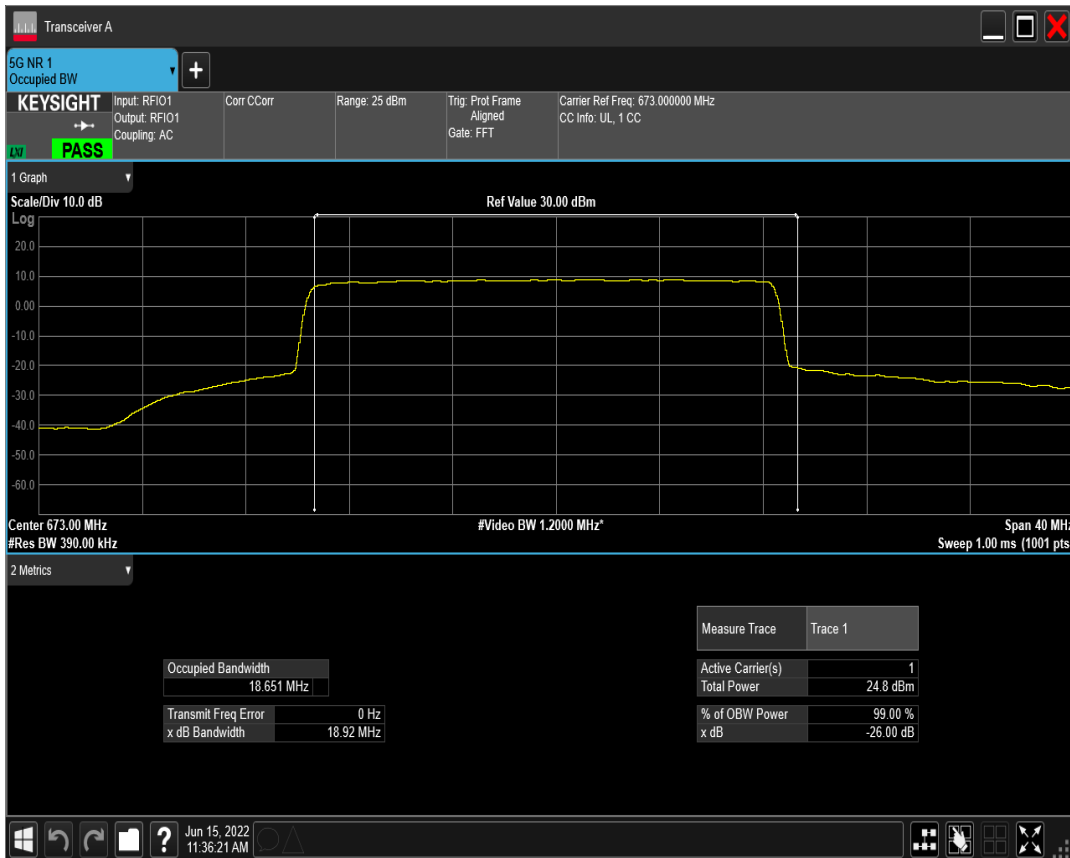 Transceiver A
5G NR 1
Occupied BW
+
KEYSIGHT
LXI
PASS
Input: RFIO1
Output: RFIO1
Coupling: AC
Corr CCorr
Range: 25 dBm
Trig: Prot Frame
Aligned
Gate: FFT
Carrier Ref Freq: 673.000000 MHz
CC Info: UL, 1 CC
1 Graph
Scale/Div 10.0 dB
Ref Value 30.00 dBm
Log
20.0
10.0
0.00
-10.0
-20.0
-30.0
-40.0
-50.0
-60.0
Center 673.00 MHz
#Video BW 1.2000 MHz*
Span 40 MHz
#Res BW 390.00 kHz
Sweep 1.00 ms (1001 pts
2 Metrics
Measure Trace Trace 1
Occupied Bandwidth
18.651 MHz
Active Carrier(s) 1
Total Power 24.8 dBm
Transmit Freq Error 0 Hz
x dB Bandwidth 18.92 MHz
% of OBW Power 99.00 %
x dB -26.00 dB
?
Jun 15, 2022
11:36:21 AM